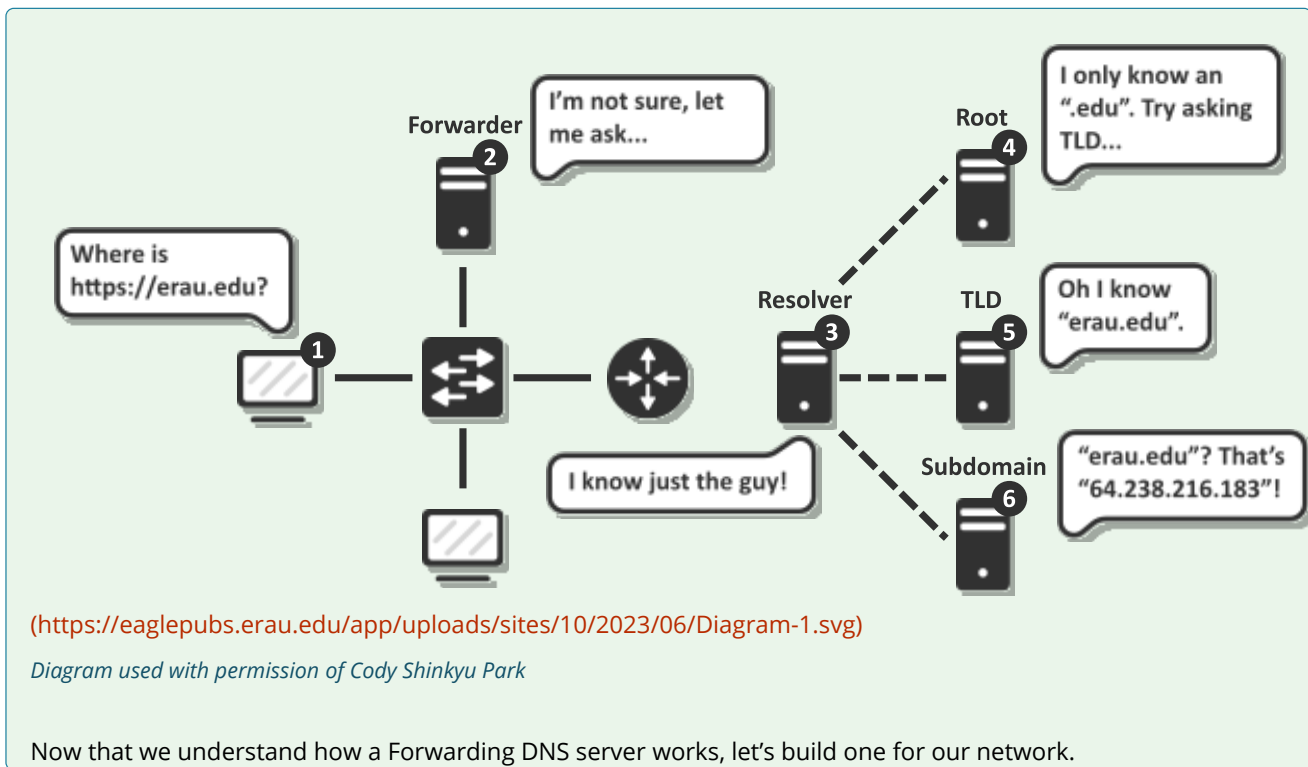 I'm not sure, let
me ask...
Forwarder
2
I only know an
".edu". Try asking
TLD...
Root
4
Where is
https://erau.edu?
1
Resolver
3
I know just the guy!
TLD
5
Oh I know
"erau.edu".
Subdomain
6
"erau.edu"? That's
"64.238.216.183"!
(https://eaglepubs.erau.edu/app/uploads/sites/10/2023/06/Diagram-1.svg)
Diagram used with permission of Cody Shinkyu Park
Now that we understand how a Forwarding DNS server works, let's build one for our network.